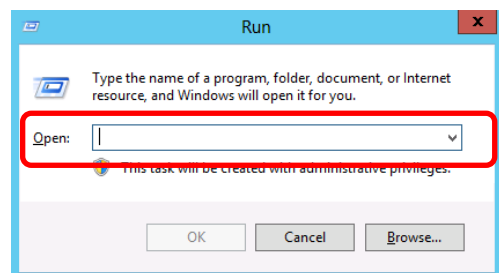 Run
x
Type the name of a program, folder, document, or Internet
resource, and Windows will open it for you.
Open:
This task will be created with administrative privileges.
OK Cancel Browse...